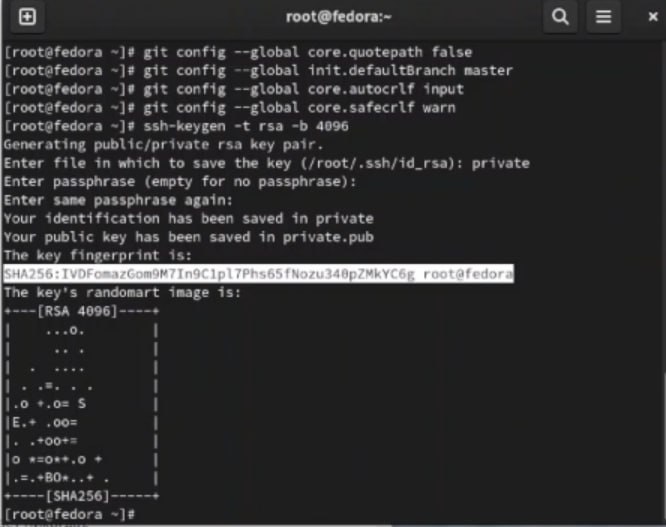 root@fedora:~
[root@fedora ~]# git config --global core.quotepath false
[root@fedora ~]# git config --global init.defaultBranch master
[root@fedora ~]# git config --global core.autocrlf input
[root@fedora ~]# git config --global core.safecrlf warn
[root@fedora ~]# ssh-keygen -t rsa -b 4096
Generating public/private rsa key pair.
Enter file in which to save the key (/root/.ssh/id_rsa): private
Enter passphrase (empty for no passphrase):
Enter same passphrase again:
Your identification has been saved in private
Your public key has been saved in private.pub
The key fingerprint is:
SHA256:IVDFomazGom9M7In9C1pl7Phs65fNozu340pZMkYC6g root@fedora
The key's randomart image is:
+---[RSA 4096]----+
|     ...o.       |
|      .. .       |
|   .  ....       |
| . .=. . .       |
|.o +.o= S        |
|E.+ .oo=         |
|. .+oo+=         |
|o *=o*+.o +      |
|.=.+BO*..+ .     |
+----[SHA256]-----+
[root@fedora ~]#